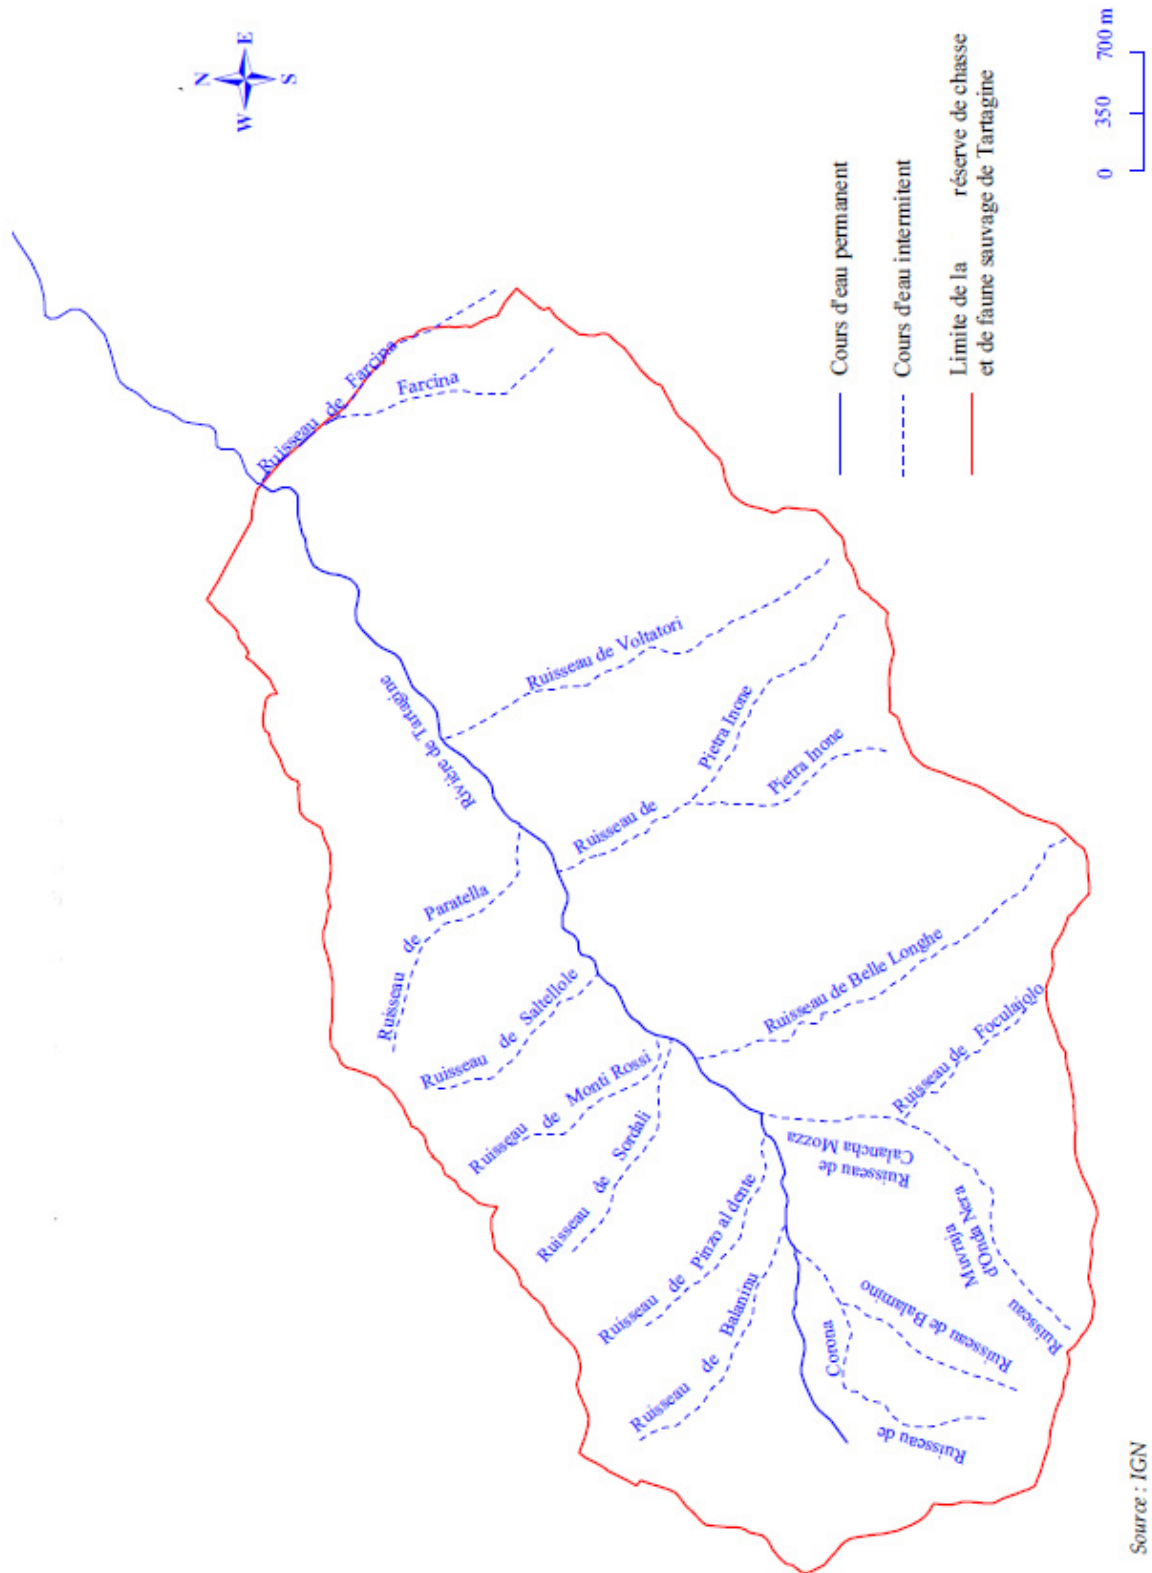 N
W
E
S
Ruisseau de Farcina
Farcina
Ruisseau de Voltatori
Rivière de Tartagine
Pietra Inone
Ruisseau de
Pietra Inone
Ruisseau de Paratella
Ruisseau de Saltellole
Ruisseau de Belle Longhe
Ruisseau de Monti Rossi
Ruisseau de Foculajolo
Ruisseau de Sordali
Ruisseau de
Calancha Mozza
Ruisseau de Pinzo al dente
Ruisseau
Muvraja
d'Onda Nera
Ruisseau de Balaninu
Ruisseau de Balamino
Ruisseau de Corona
Cours d'eau permanent
Cours d'eau intermitent
Limite de la réserve de chasse
et de faune sauvage de Tartagine
0 350 700 m
Source : IGN